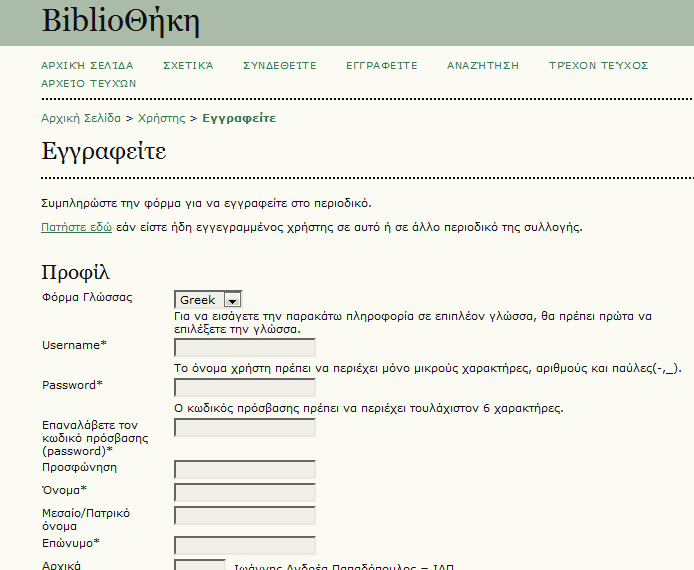 BiblioΘήκη
ΑΡΧΙΚΉ ΣΕΛΊΔΑ ΣΧΕΤΙΚΆ ΣΥΝΔΕΘΕΊΤΕ ΕΓΓΡΑΦΕΊΤΕ ΑΝΑΖΉΤΗΣΗ ΤΡΈΧΟΝ ΤΕΎΧΟΣ
ΑΡΧΕΊΟ ΤΕΥΧΏΝ
Αρχική Σελίδα > Χρήστης > Εγγραφείτε
Εγγραφείτε
Συμπληρώστε την φόρμα για να εγγραφείτε στο περιοδικό.
Πατήστε εδώ εάν είστε ήδη εγγεγραμμένος χρήστης σε αυτό ή σε άλλο περιοδικό της συλλογής.
Προφίλ
Φόρμα Γλώσσας Greek
Για να εισάγετε την παρακάτω πληροφορία σε επιπλέον γλώσσα, θα πρέπει πρώτα να
επιλέξετε την γλώσσα.
Username*
Το όνομα χρήστη πρέπει να περιέχει μόνο μικρούς χαρακτήρες, αριθμούς και παύλες(-,_).
Password*
Ο κωδικός πρόσβασης πρέπει να περιέχει τουλάχιστον 6 χαρακτήρες.
Επαναλάβετε τον
κωδικό πρόσβασης
(password)*
Προσφώνηση
Όνομα*
Μεσαίο/Πατρικό
όνομα
Επώνυμο*
Αρχικά Ιωάννης Ανδρέα Παπαδόπουλος = ΙΑΠ